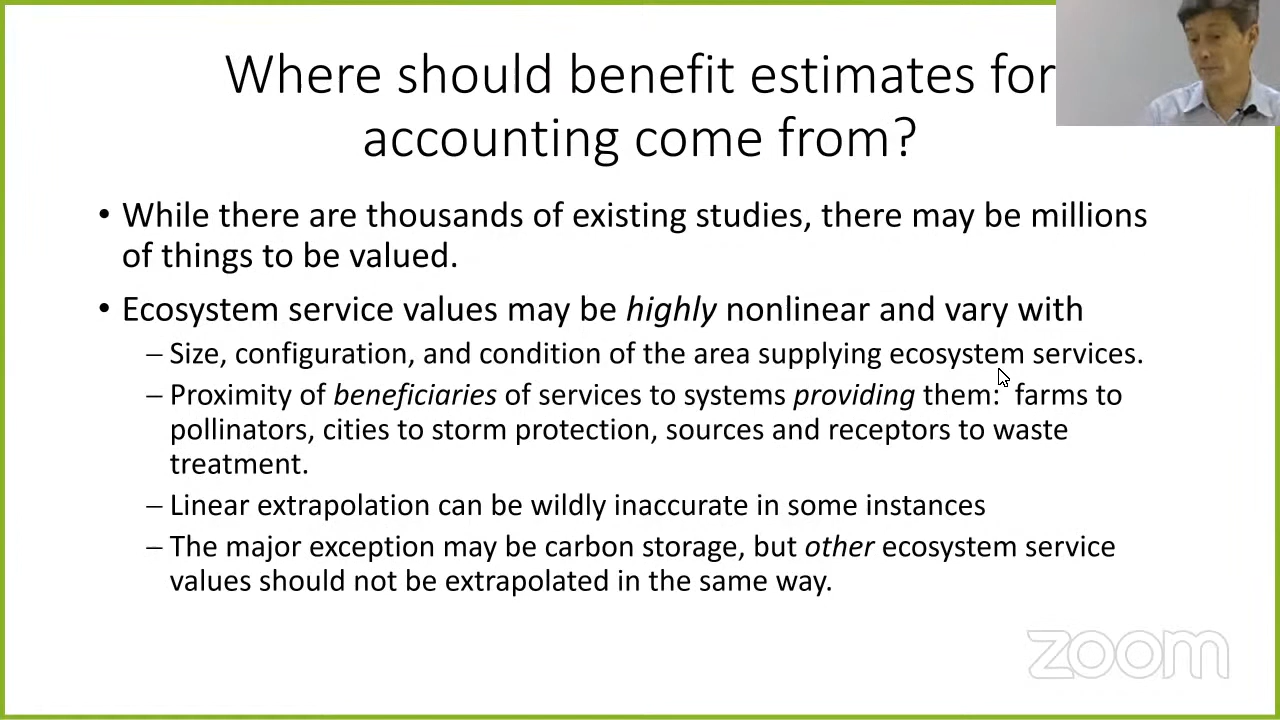 Where should benefit estimates for
accounting come from?
• While there are thousands of existing studies, there may be millions
of things to be valued.
• Ecosystem service values may be highly nonlinear and vary with
– Size, configuration, and condition of the area supplying ecosystem services.
– Proximity of beneficiaries of services to systems providing them: farms to
pollinators, cities to storm protection, sources and receptors to waste
treatment.
– Linear extrapolation can be wildly inaccurate in some instances
– The major exception may be carbon storage, but other ecosystem service
values should not be extrapolated in the same way.
zoom